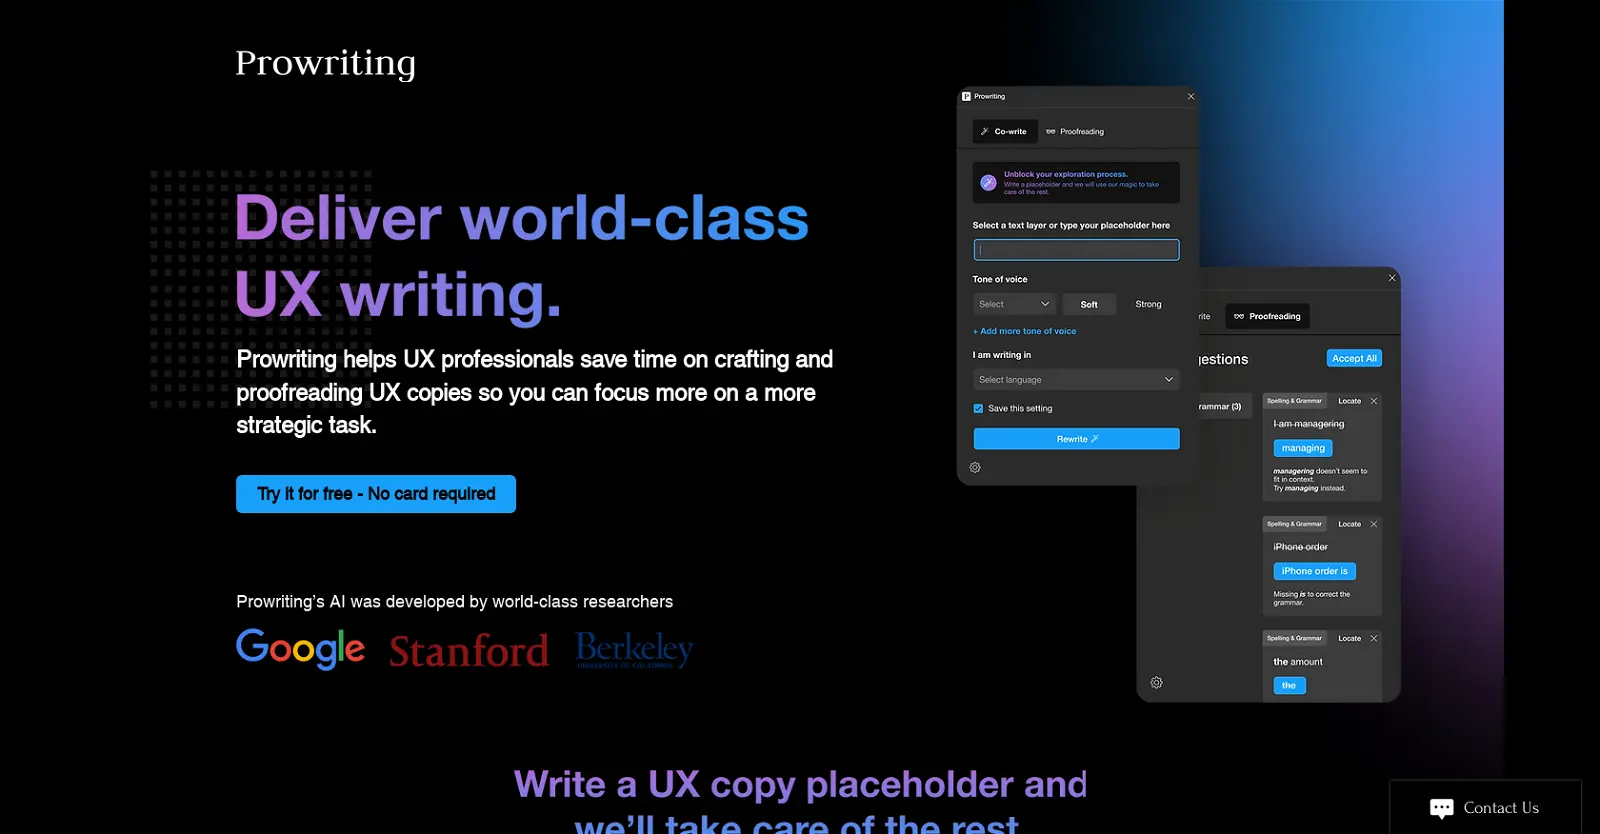 Prowriting
Deliver world-class
UX writing.
Prowriting helps UX professionals save time on crafting and
proofreading UX copies so you can focus more on a more
strategic task.
Try it for free - No card required
Prowriting's AI was developed by world-class researchers
Google
Stanford
Berkeley
UNIVERSITY OF CALIFORNIA
P Prowriting
Co-write
Proofreading
Unblock your exploration process.
Write a placeholder and we will use our magic to take
care of the rest.
Select a text layer or type your placeholder here
Tone of voice
Select
Soft
Strong
+ Add more tone of voice
I am writing in
Select language
Save this setting
Rewrite
rite
Proofreading
gestions
Accept All
rammar (3)
Spelling & Grammar
Locate
I am managering
managing
managering doesn't seem to
fit in context.
Try managing instead.
Spelling & Grammar
Locate
iPhone order
iPhone order is
Missing is to correct the
grammar.
Spelling & Grammar
Locate
the amount
the
Write a UX copy placeholder and
we'll take care of the rest
Contact Us